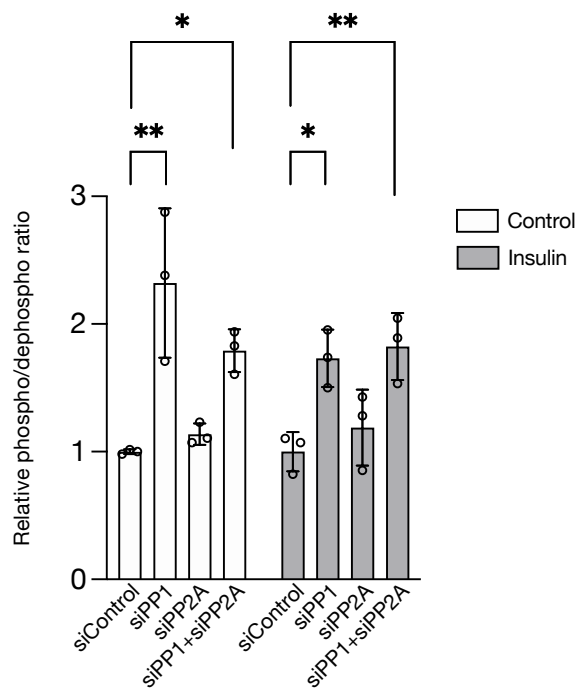 *
**
**
*
3
2
1
0
Relative phospho/dephospho ratio
Control
Insulin
siControl
siPP1
siPP2A
siPP1+siPP2A
siControl
siPP1
siPP2A
siPP1+siPP2A